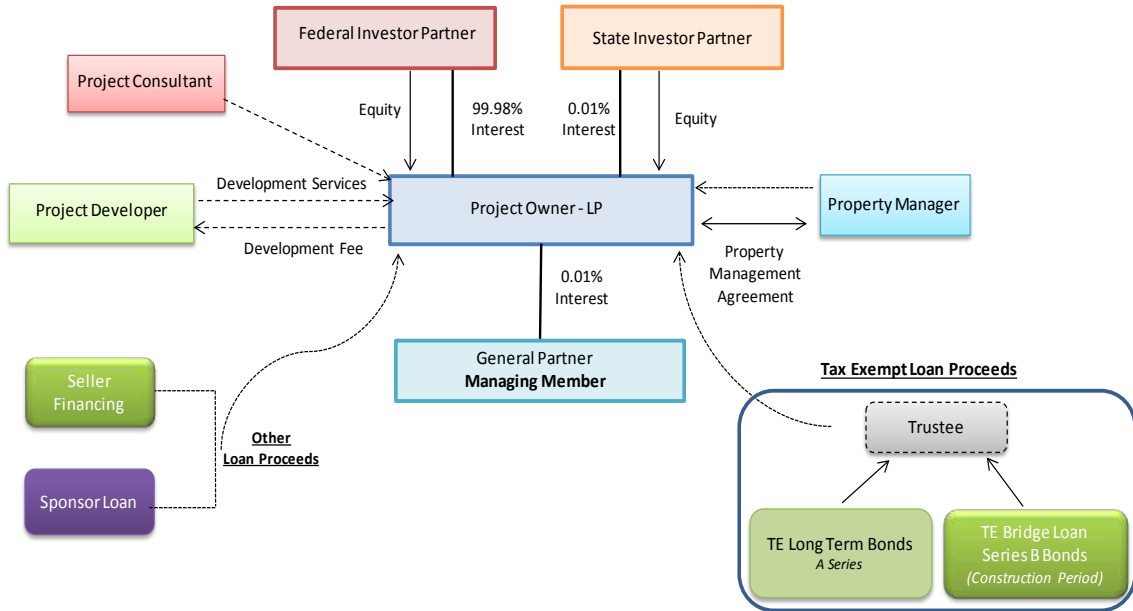 Federal Investor Partner
State Investor Partner
Project Consultant
Equity
99.98%
Interest
0.01%
Interest
Equity
Development Services
Project Developer
Project Owner - LP
Property Manager
Development Fee
Property
Management
Agreement
0.01%
Interest
General Partner
Managing Member
Seller
Financing
Other
Loan Proceeds
Sponsor Loan
Tax Exempt Loan Proceeds
Trustee
TE Long Term Bonds
A Series
TE Bridge Loan
Series B Bonds
(Construction Period)